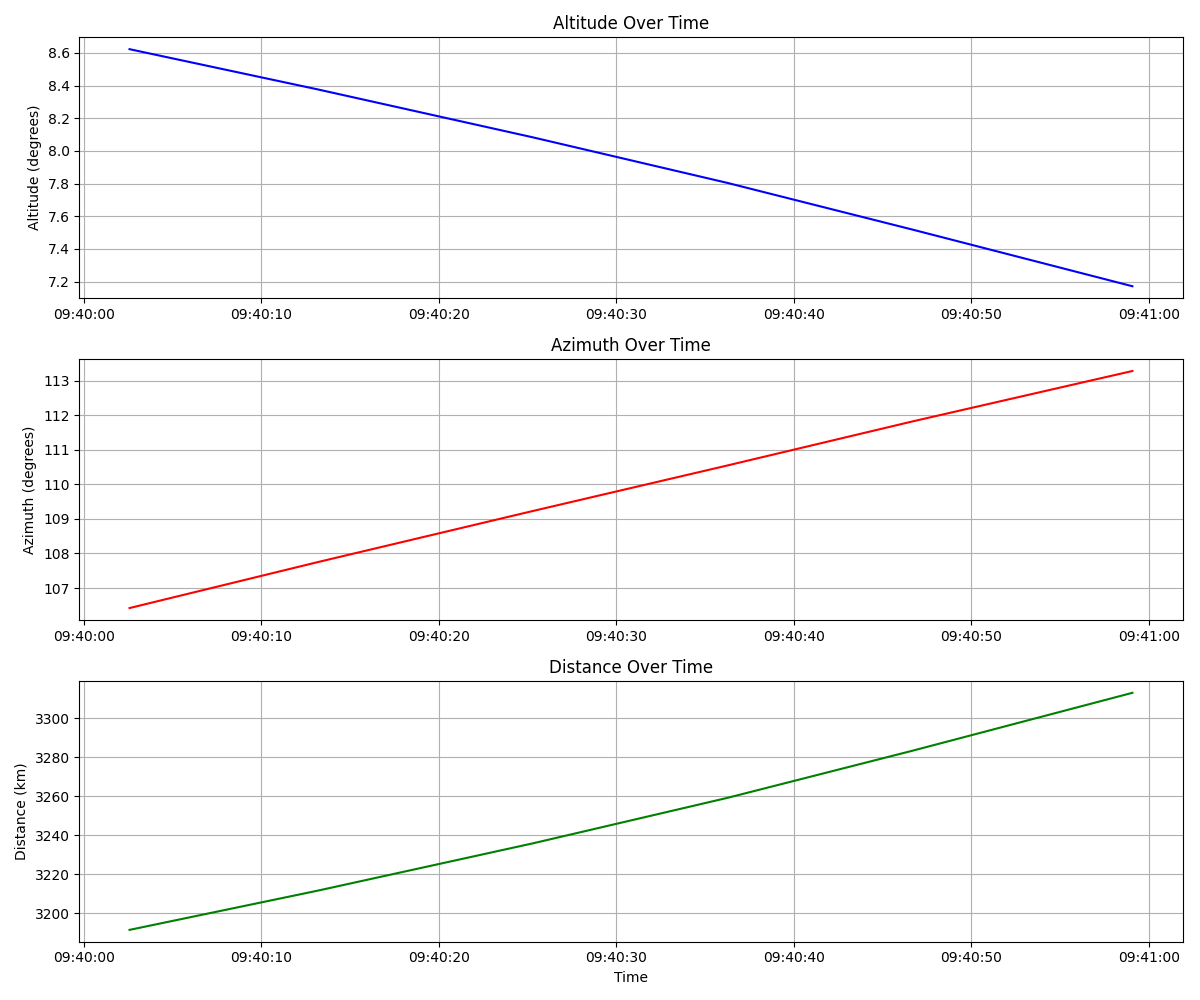 Altitude Over Time
Altitude (degrees)
8.6
8.4
8.2
8.0
7.8
7.6
7.4
7.2
09:40:00 09:40:10 09:40:20 09:40:30 09:40:40 09:40:50 09:41:00
Azimuth Over Time
Azimuth (degrees)
113
112
111
110
109
108
107
09:40:00 09:40:10 09:40:20 09:40:30 09:40:40 09:40:50 09:41:00
Distance Over Time
Distance (km)
3300
3280
3260
3240
3220
3200
09:40:00 09:40:10 09:40:20 09:40:30 09:40:40 09:40:50 09:41:00
Time